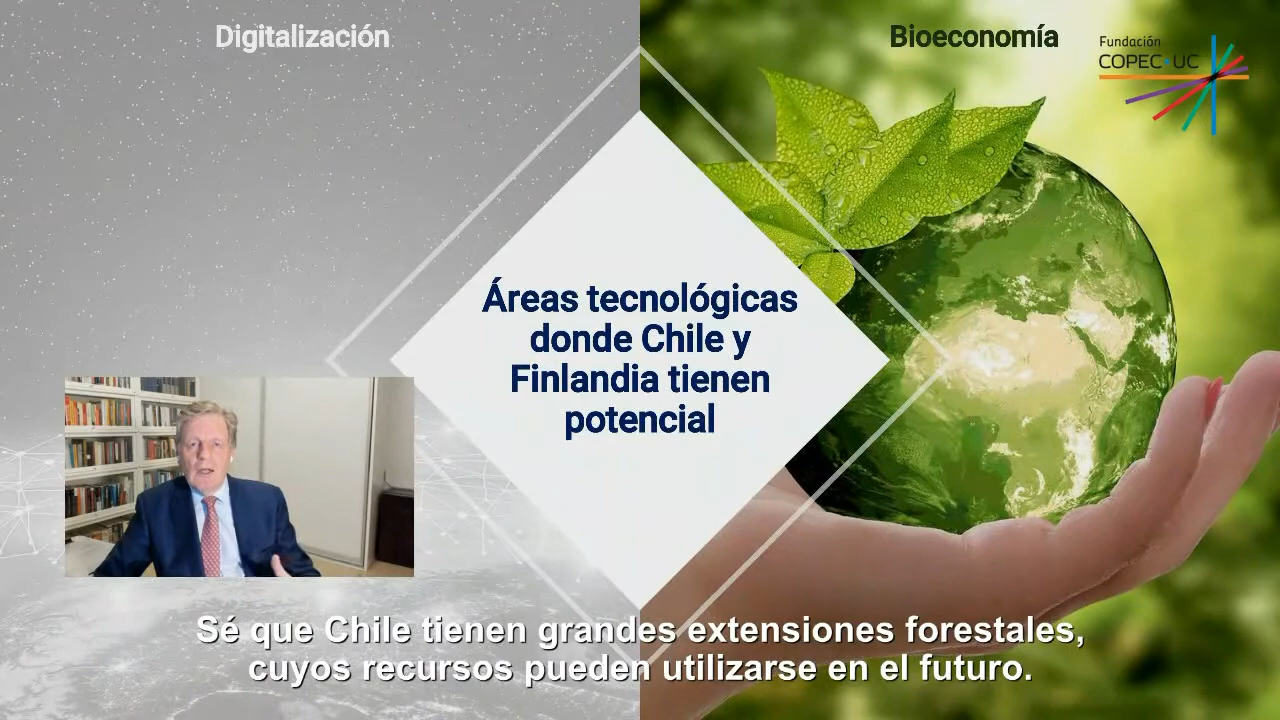 Digitalización
Bioeconomía
Fundación
COPEC·UC
Áreas tecnológicas
donde Chile y
Finlandia tienen
potencial
Sé que Chile tienen grandes extensiones forestales,
cuyos recursos pueden utilizarse en el futuro.